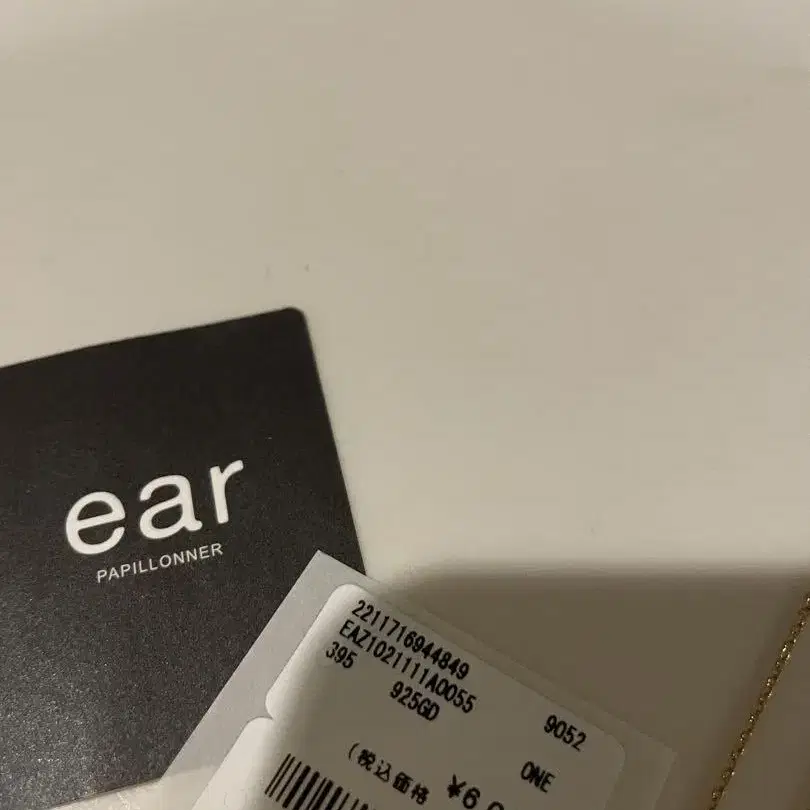 ear
PAPILLONNER
2211716944849
EAZ1021111A0055 9052
395 925GD ONE
(税込価格 ¥6